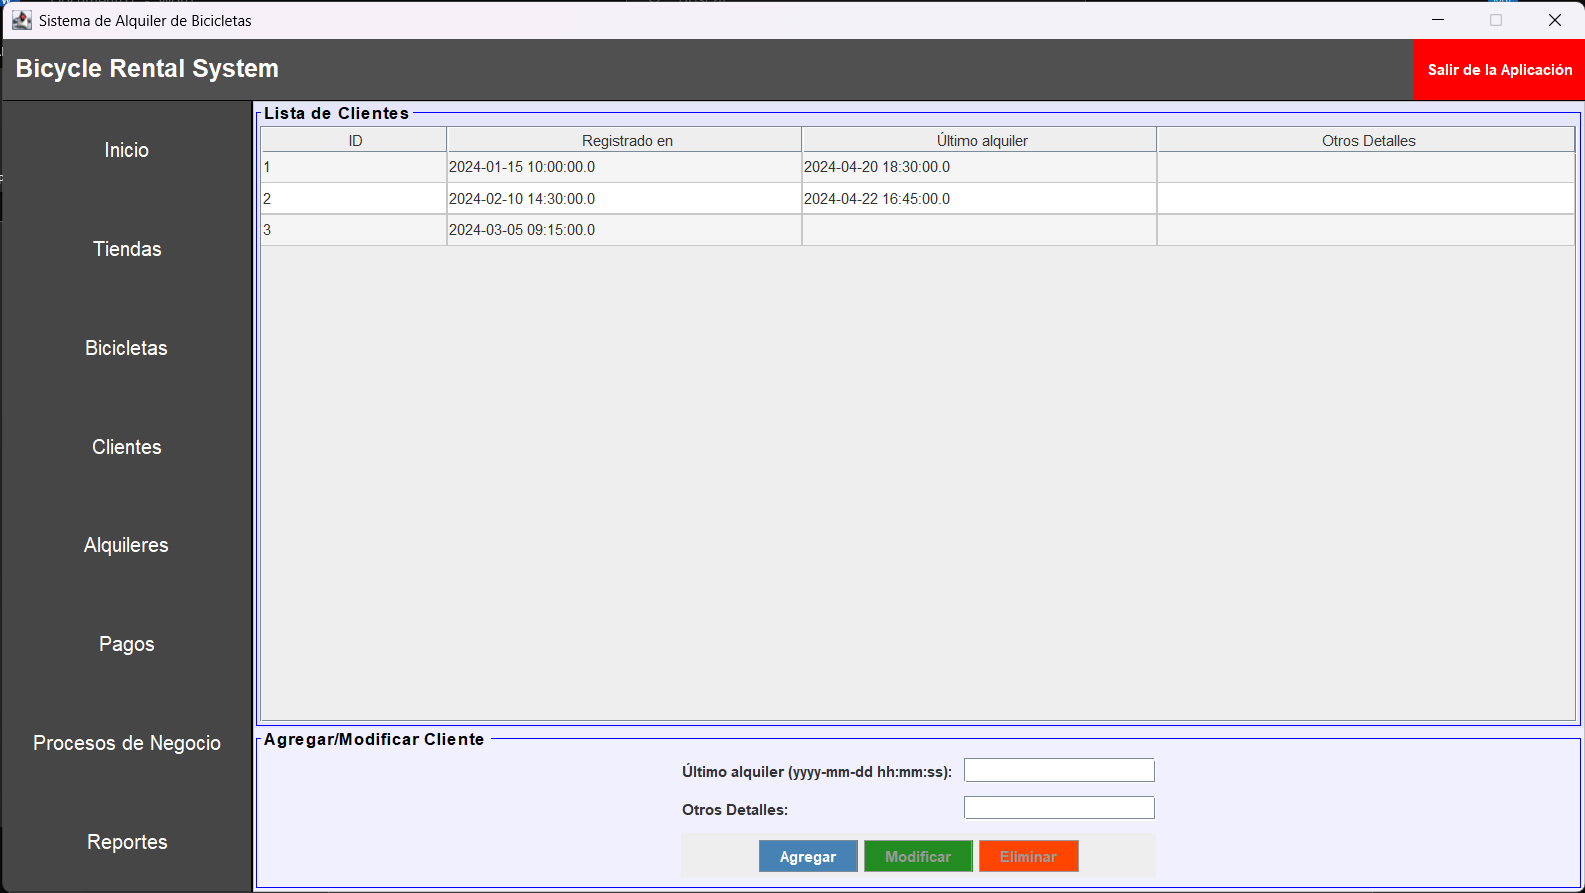 Sistema de Alquiler de Bicicletas
Bicycle Rental System
Salir de la Aplicación
Inicio
Tiendas
Bicicletas
Clientes
Alquileres
Pagos
Procesos de Negocio
Reportes
Lista de Clientes
ID Registrado en Último alquiler Otros Detalles
1 2024-01-15 10:00:00.0 2024-04-20 18:30:00.0
2 2024-02-10 14:30:00.0 2024-04-22 16:45:00.0
3 2024-03-05 09:15:00.0
Agregar/Modificar Cliente
Último alquiler (yyyy-mm-dd hh:mm:ss):
Otros Detalles:
Agregar Modificar Eliminar